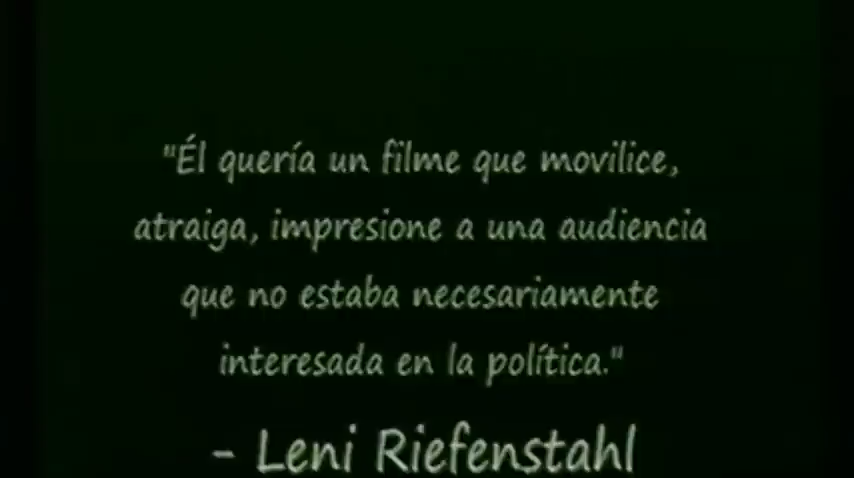 "Él quería un filme que movilice,
atraiga, impresione a una audiencia
que no estaba necesariamente
interesada en la política."
- Leni Riefenstahl